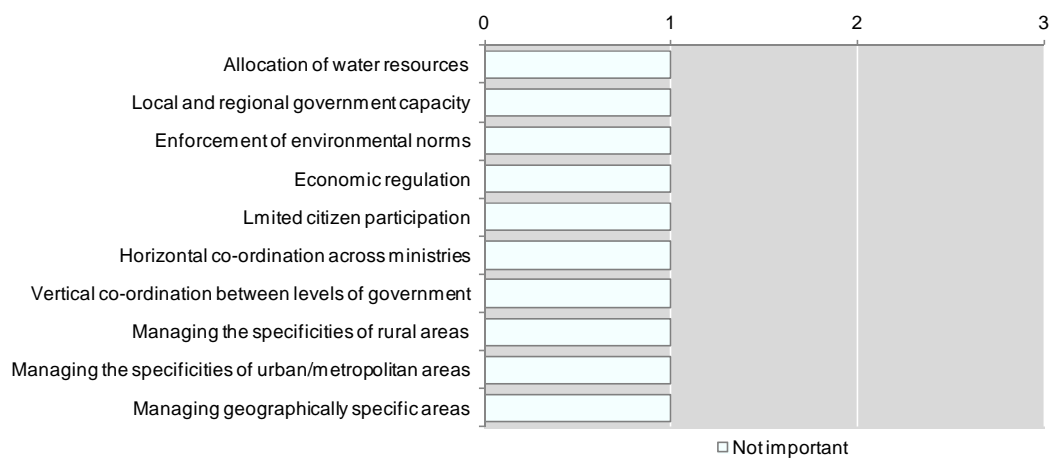 0 1 2 3
Allocation of water resources
Local and regional government capacity
Enforcement of environmental norms
Economic regulation
Lmited citizen participation
Horizontal co-ordination across ministries
Vertical co-ordination between levels of government
Managing the specificities of rural areas
Managing the specificities of urban/metropolitan areas
Managing geographically specific areas
Not important